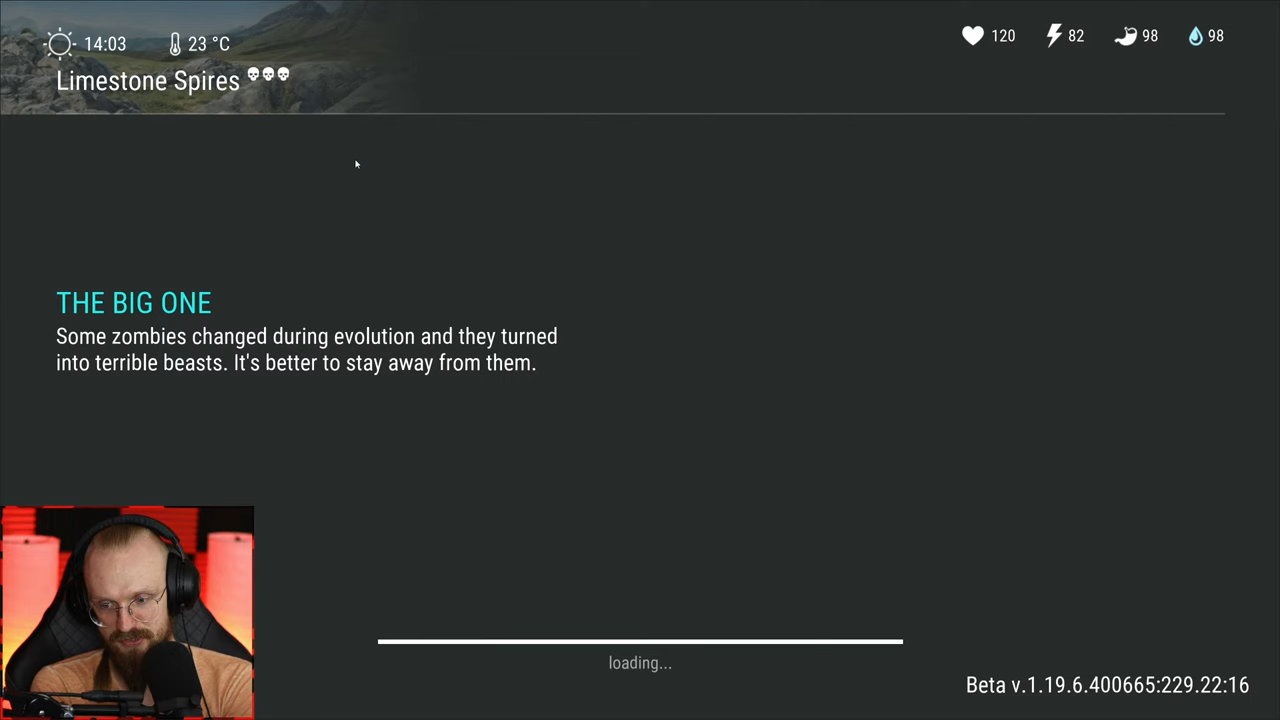 14:03 23 °C
120 82 98 98
Limestone Spires
THE BIG ONE
Some zombies changed during evolution and they turned
into terrible beasts. It's better to stay away from them.
loading...
Beta v.1.19.6.400665:229.22:16